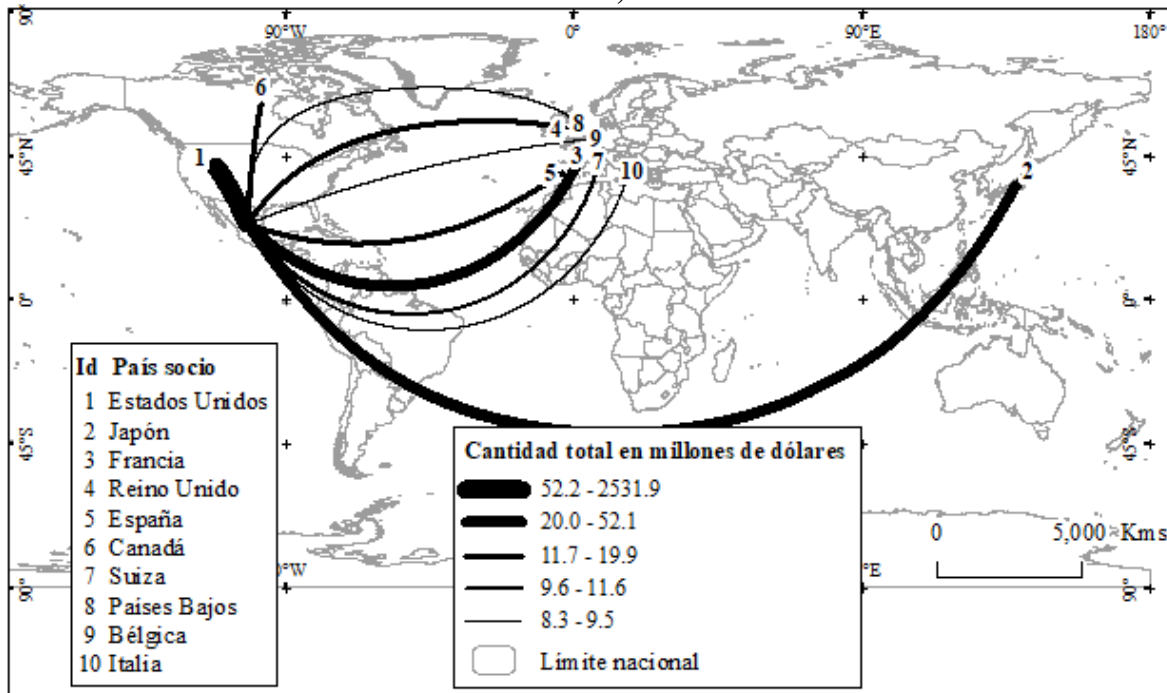 90°W 0° 90°E 180°
90°
6
8
4 9
45°N 1 3 45°N
5 7 10 2
0° 0°
Id País socio
1 Estados Unidos
2 Japón
3 Francia
4 Reino Unido
5 España
6 Canadá
7 Suiza
8 Países Bajos
9 Bélgica
10 Italia
45°S 45°S
Cantidad total en millones de dólares
52.2 - 2531.9
20.0 - 52.1
11.7 - 19.9
9.6 - 11.6
8.3 - 9.5
Límite nacional
0 5,000 Kms
90° 0°W °E 90°